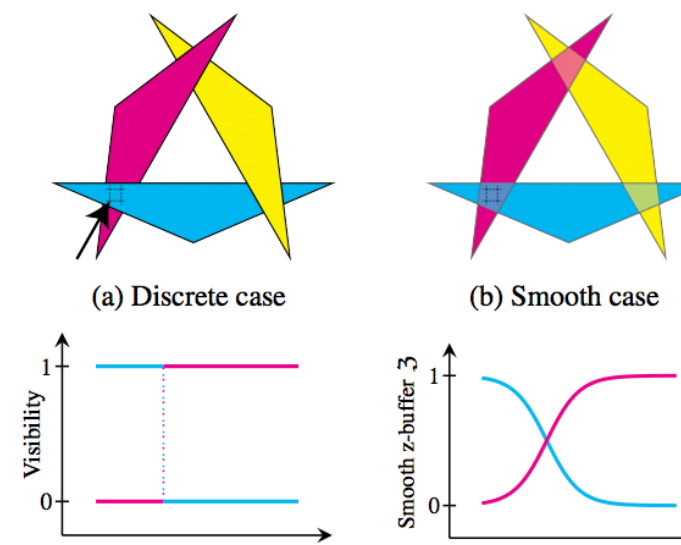 (a) Discrete case
(b) Smooth case
Visibility
1
0
Smooth z-buffer ℨ
1
0